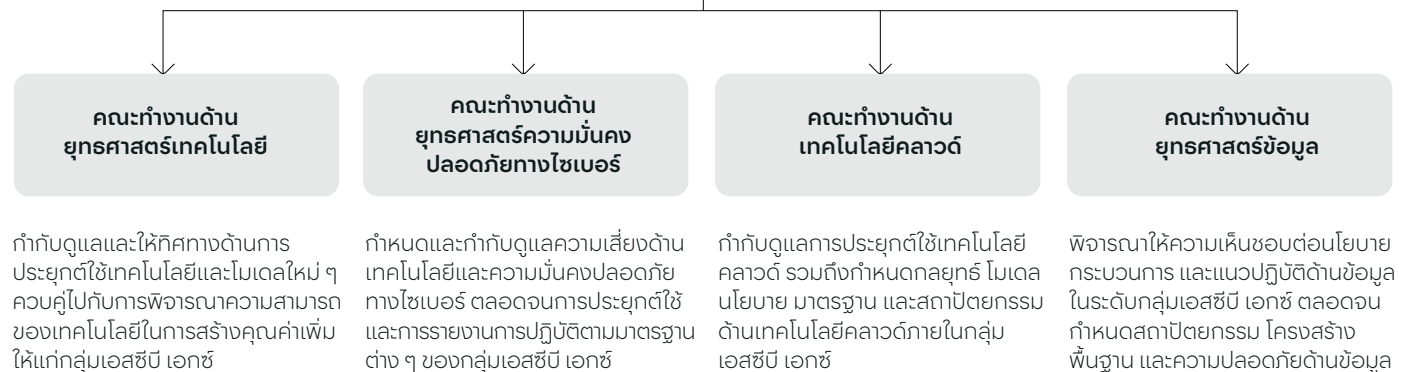 คณะทำงานด้าน
ยุทธศาสตร์เทคโนโลยี
กำกับดูแลและให้ทิศทางด้านการ
ประยุกต์ใช้เทคโนโลยีและโมเดลใหม่ ๆ
ควบคู่ไปกับการพิจารณาความสามารถ
ของเทคโนโลยีในการสร้างคุณค่าเพิ่ม
ให้แก่กลุ่มเอสซีบี เอกซ์
คณะทำงานด้าน
ยุทธศาสตร์ความมั่นคง
ปลอดภัยทางไซเบอร์
กำหนดและกำกับดูแลความเสี่ยงด้าน
เทคโนโลยีและความมั่นคงปลอดภัย
ทางไซเบอร์ ตลอดจนการประยุกต์ใช้
และการรายงานการปฏิบัติตามมาตรฐาน
ต่าง ๆ ของกลุ่มเอสซีบี เอกซ์
คณะทำงานด้าน
เทคโนโลยีคลาวด์
กำกับดูแลการประยุกต์ใช้เทคโนโลยี
คลาวด์ รวมถึงกำหนดกลยุทธ์ โมเดล
นโยบาย มาตรฐาน และสถาปัตยกรรม
ด้านเทคโนโลยีคลาวด์ภายในกลุ่ม
เอสซีบี เอกซ์
คณะทำงานด้าน
ยุทธศาสตร์ข้อมูล
พิจารณาให้ความเห็นชอบต่อนโยบาย
กระบวนการ และแนวปฏิบัติด้านข้อมูล
ในระดับกลุ่มเอสซีบี เอกซ์ ตลอดจน
กำหนดสถาปัตยกรรม โครงสร้าง
พื้นฐาน และความปลอดภัยด้านข้อมูล